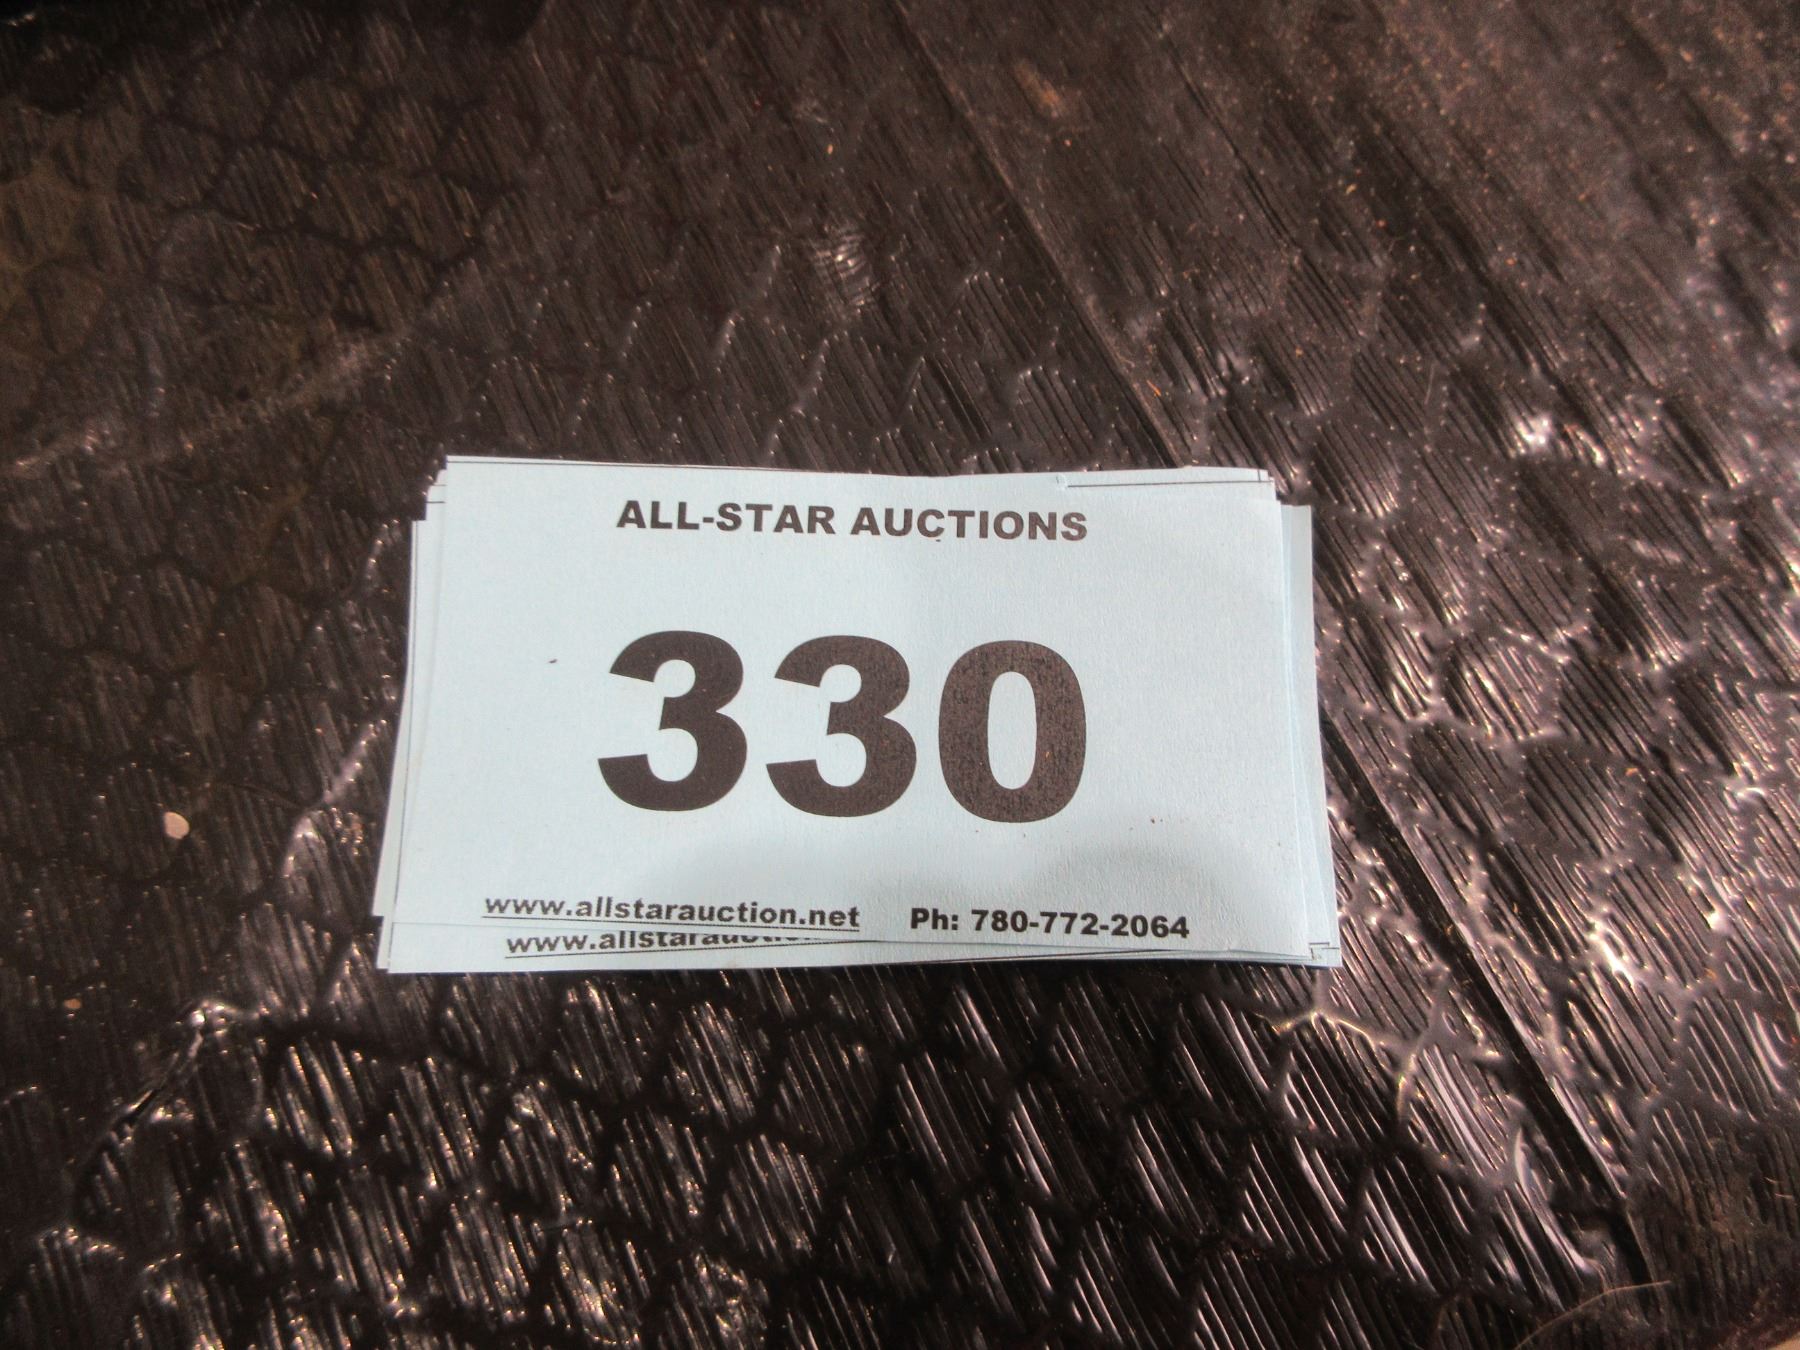 ALL-STAR AUCTIONS
330
www.allstarauction.net Ph: 780-772-2064